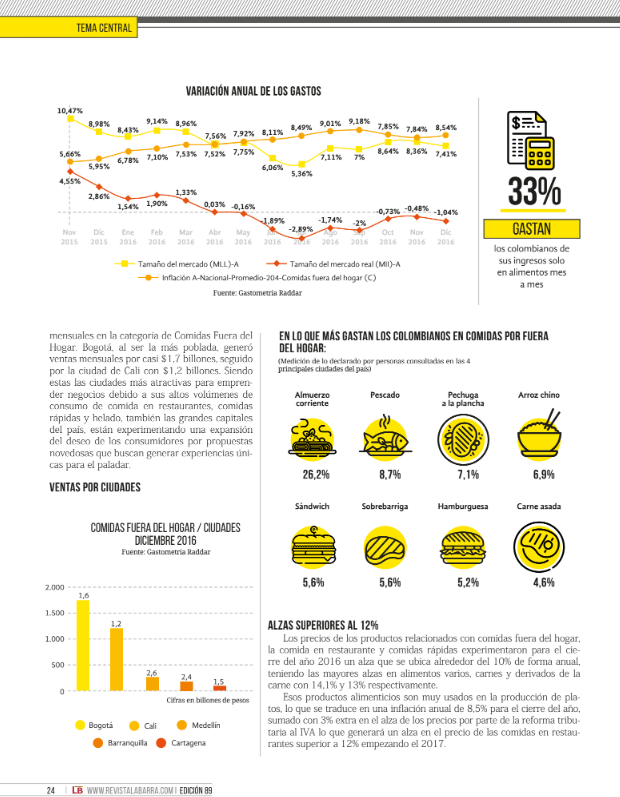 TEMA CENTRAL
VARIACIÓN ANUAL DE LOS GASTOS
10,47%
8,98%
8,43%
9,14%
8,96%
7,56%
7,92%
8,11%
8,49%
9,01%
9,18%
7,85%
7,84%
8,54%
5,66%
5,95%
6,78%
7,10%
7,53%
7,52%
7,75%
6,06%
5,36%
7,11%
7%
8,64%
8,36%
7,41%
4,55%
2,86%
1,54%
1,90%
1,33%
0,03%
-0,16%
-1,89%
-2,89%
-1,74%
-2%
-0,73%
-0,48%
-1,04%
Nov Dic Ene Feb Mar Abr May Ago Oct Nov Dic
2015 2015 2016 2016 2016 2016 2016 2016 2016 2016 2016 2016 2016 2016
Tamaño del mercado (MLL)-A
Tamaño del mercado real (MII)-A
Inflación A-Nacional-Promedio-204-Comidas fuera del hogar (C)
Fuente: Gastometria Raddar
33%
GASTAN
los colombianos de
sus ingresos solo
en alimentos mes
a mes
mensuales en la categoría de Comidas Fuera del
Hogar. Bogotá, al ser la más poblada, generó
ventas mensuales por casi $1,7 billones, seguido
por la ciudad de Cali con $1,2 billones. Siendo
estas las ciudades más atractivas para empren-
der negocios debido a sus altos volúmenes de
consumo de comida en restaurantes, comidas
rápidas y helado, también las grandes capitales
del país, están experimentando una expansión
del deseo de los consumidores por propuestas
novedosas que buscan generar experiencias úni-
cas para el paladar.
VENTAS POR CIUDADES
COMIDAS FUERA DEL HOGAR / CIUDADES
DICIEMBRE 2016
Fuente: Gastometria Raddar
2.000
1.500
1.000
500
0
1,6
1,2
2,6
2,4
1,5
Cifras en billones de pesos
Bogotá
Cali
Medellín
Barranquilla
Cartagena
EN LO QUE MÁS GASTAN LOS COLOMBIANOS EN COMIDAS POR FUERA
DEL HOGAR:
(Medición de lo declarado por personas consultadas en las 4
principales ciudades del país)
Almuerzo
corriente
Pescado
Pechuga
a la plancha
Arroz chino
26,2%
8,7%
7,1%
6,9%
Sándwich
Sobrebarriga
Hamburguesa
Carne asada
5,6%
5,6%
5,2%
4,6%
ALZAS SUPERIORES AL 12%
Los precios de los productos relacionados con comidas fuera del hogar,
la comida en restaurante y comidas rápidas experimentaron para el cie-
rre del año 2016 un alza que se ubica alrededor del 10% de forma anual,
teniendo las mayores alzas en alimentos varios, carnes y derivados de la
carne con 14,1% y 13% respectivamente.
Esos productos alimenticios son muy usados en la producción de pla-
tos, lo que se traduce en una inflación anual de 8,5% para el cierre del año,
sumado con 3% extra en el alza de los precios por parte de la reforma tribu-
taria al IVA lo que generará un alza en el precio de las comidas en restau-
rantes superior a 12% empezando el 2017.
24 | LB WWW.REVISTALABARRA.COM | EDICIÓN 89